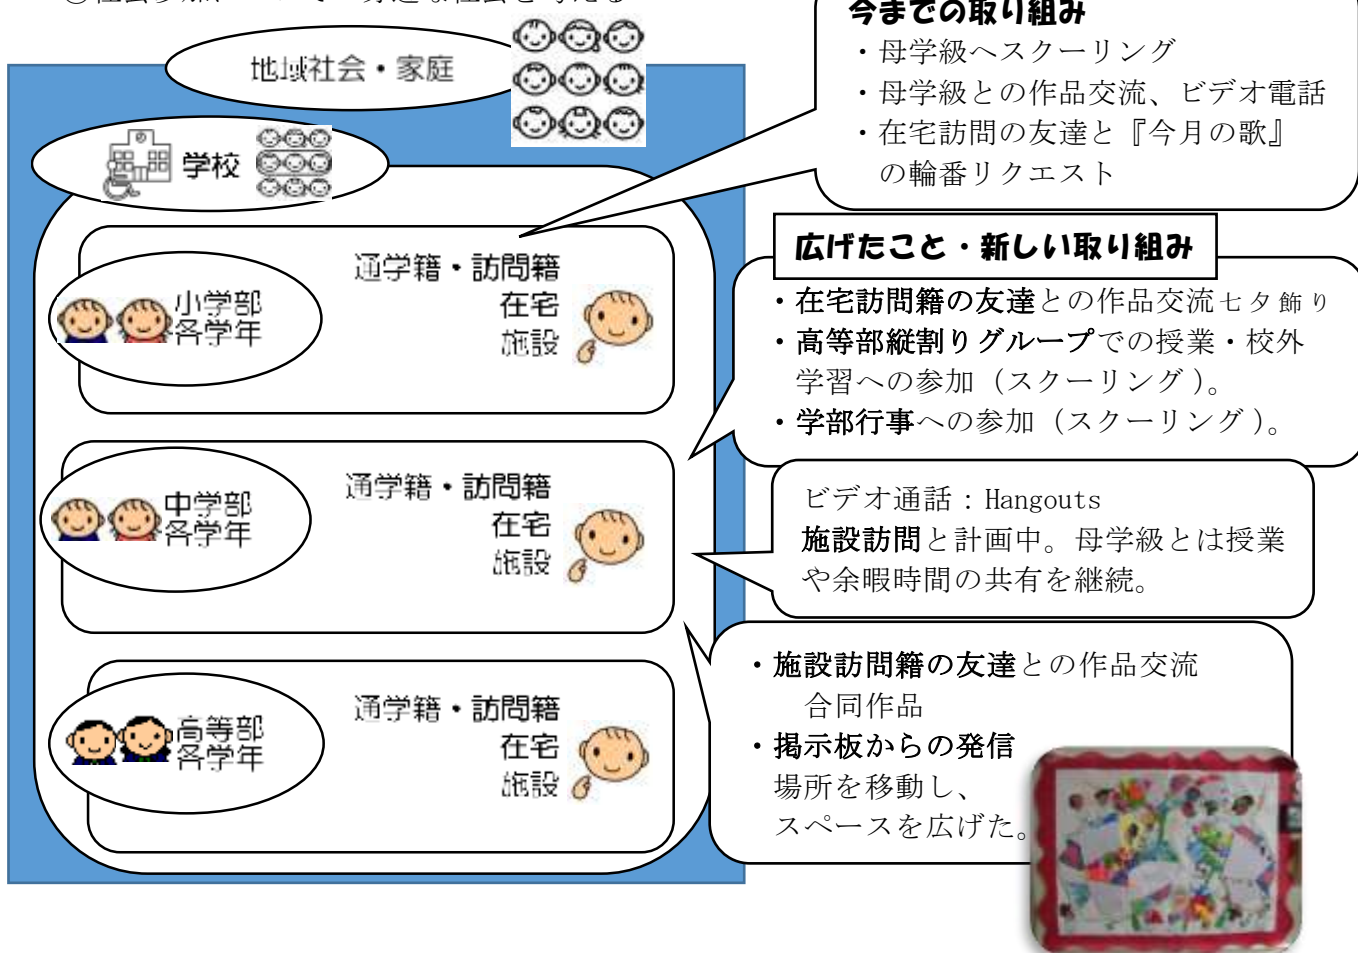 今までの取り組み
・母学級へスクーリング
・母学級との作品交流、ビデオ電話
・在宅訪問の友達と『今月の歌』
の輪番リクエスト
地域社会・家庭
学校
通学籍・訪問籍
在宅
施設
小学部
各学年
広げたこと・新しい取り組み
・在宅訪問籍の友達との作品交流七夕飾り
・高等部縦割りグループでの授業・校外
学習への参加（スクーリング）。
・学部行事への参加（スクーリング）。
通学籍・訪問籍
在宅
施設
中学部
各学年
ビデオ通話：Hangouts
施設訪問と計画中。母学級とは授業
や余暇時間の共有を継続。
通学籍・訪問籍
在宅
施設
高等部
各学年
・施設訪問籍の友達との作品交流
合同作品
・掲示板からの発信
場所を移動し、
スペースを広げた。